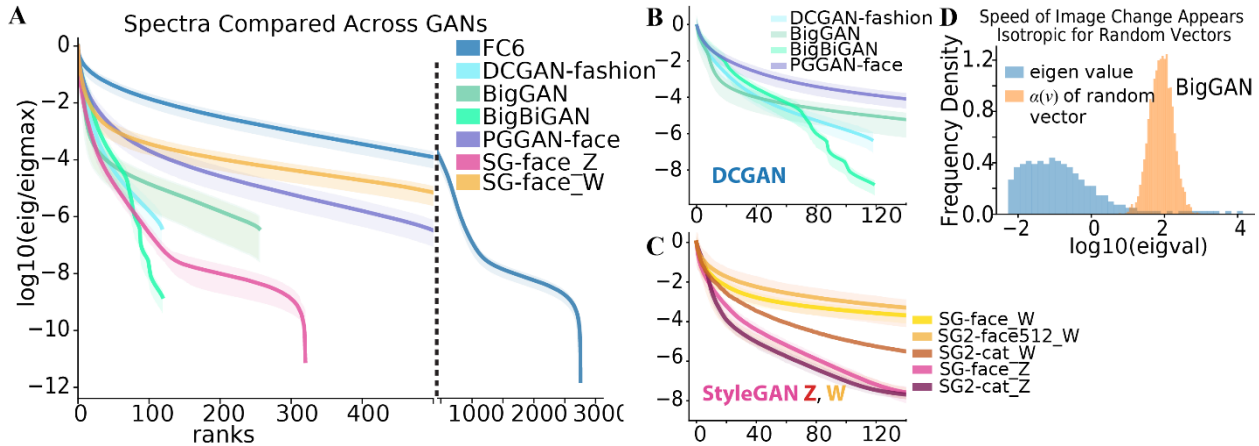 A
Spectra Compared Across GANs
log10(eig/eigmax)
0
−2
−4
−6
−8
−10
−12
FC6
DCGAN-fashion
BigGAN
BigBiGAN
PGGAN-face
SG-face_Z
SG-face_W
0 100 200 300 400 1000 2000 3000
ranks
B
0
−2
−4
−6
−8
DCGAN-fashion
BigGAN
BigBiGAN
PGGAN-face
DCGAN
0 40 80 120
C
0
−2
−4
−6
−8
SG-face_W
SG2-face512_W
SG2-cat_W
SG-face_Z
SG2-cat_Z
StyleGAN Z, W
0 40 80 120
D
Speed of Image Change Appears
Isotropic for Random Vectors
Frequency Density
1.2
0.8
0.4
0.0
eigen value
α(v) of random
vector
BigGAN
−2 0 2 4
log10(eigval)